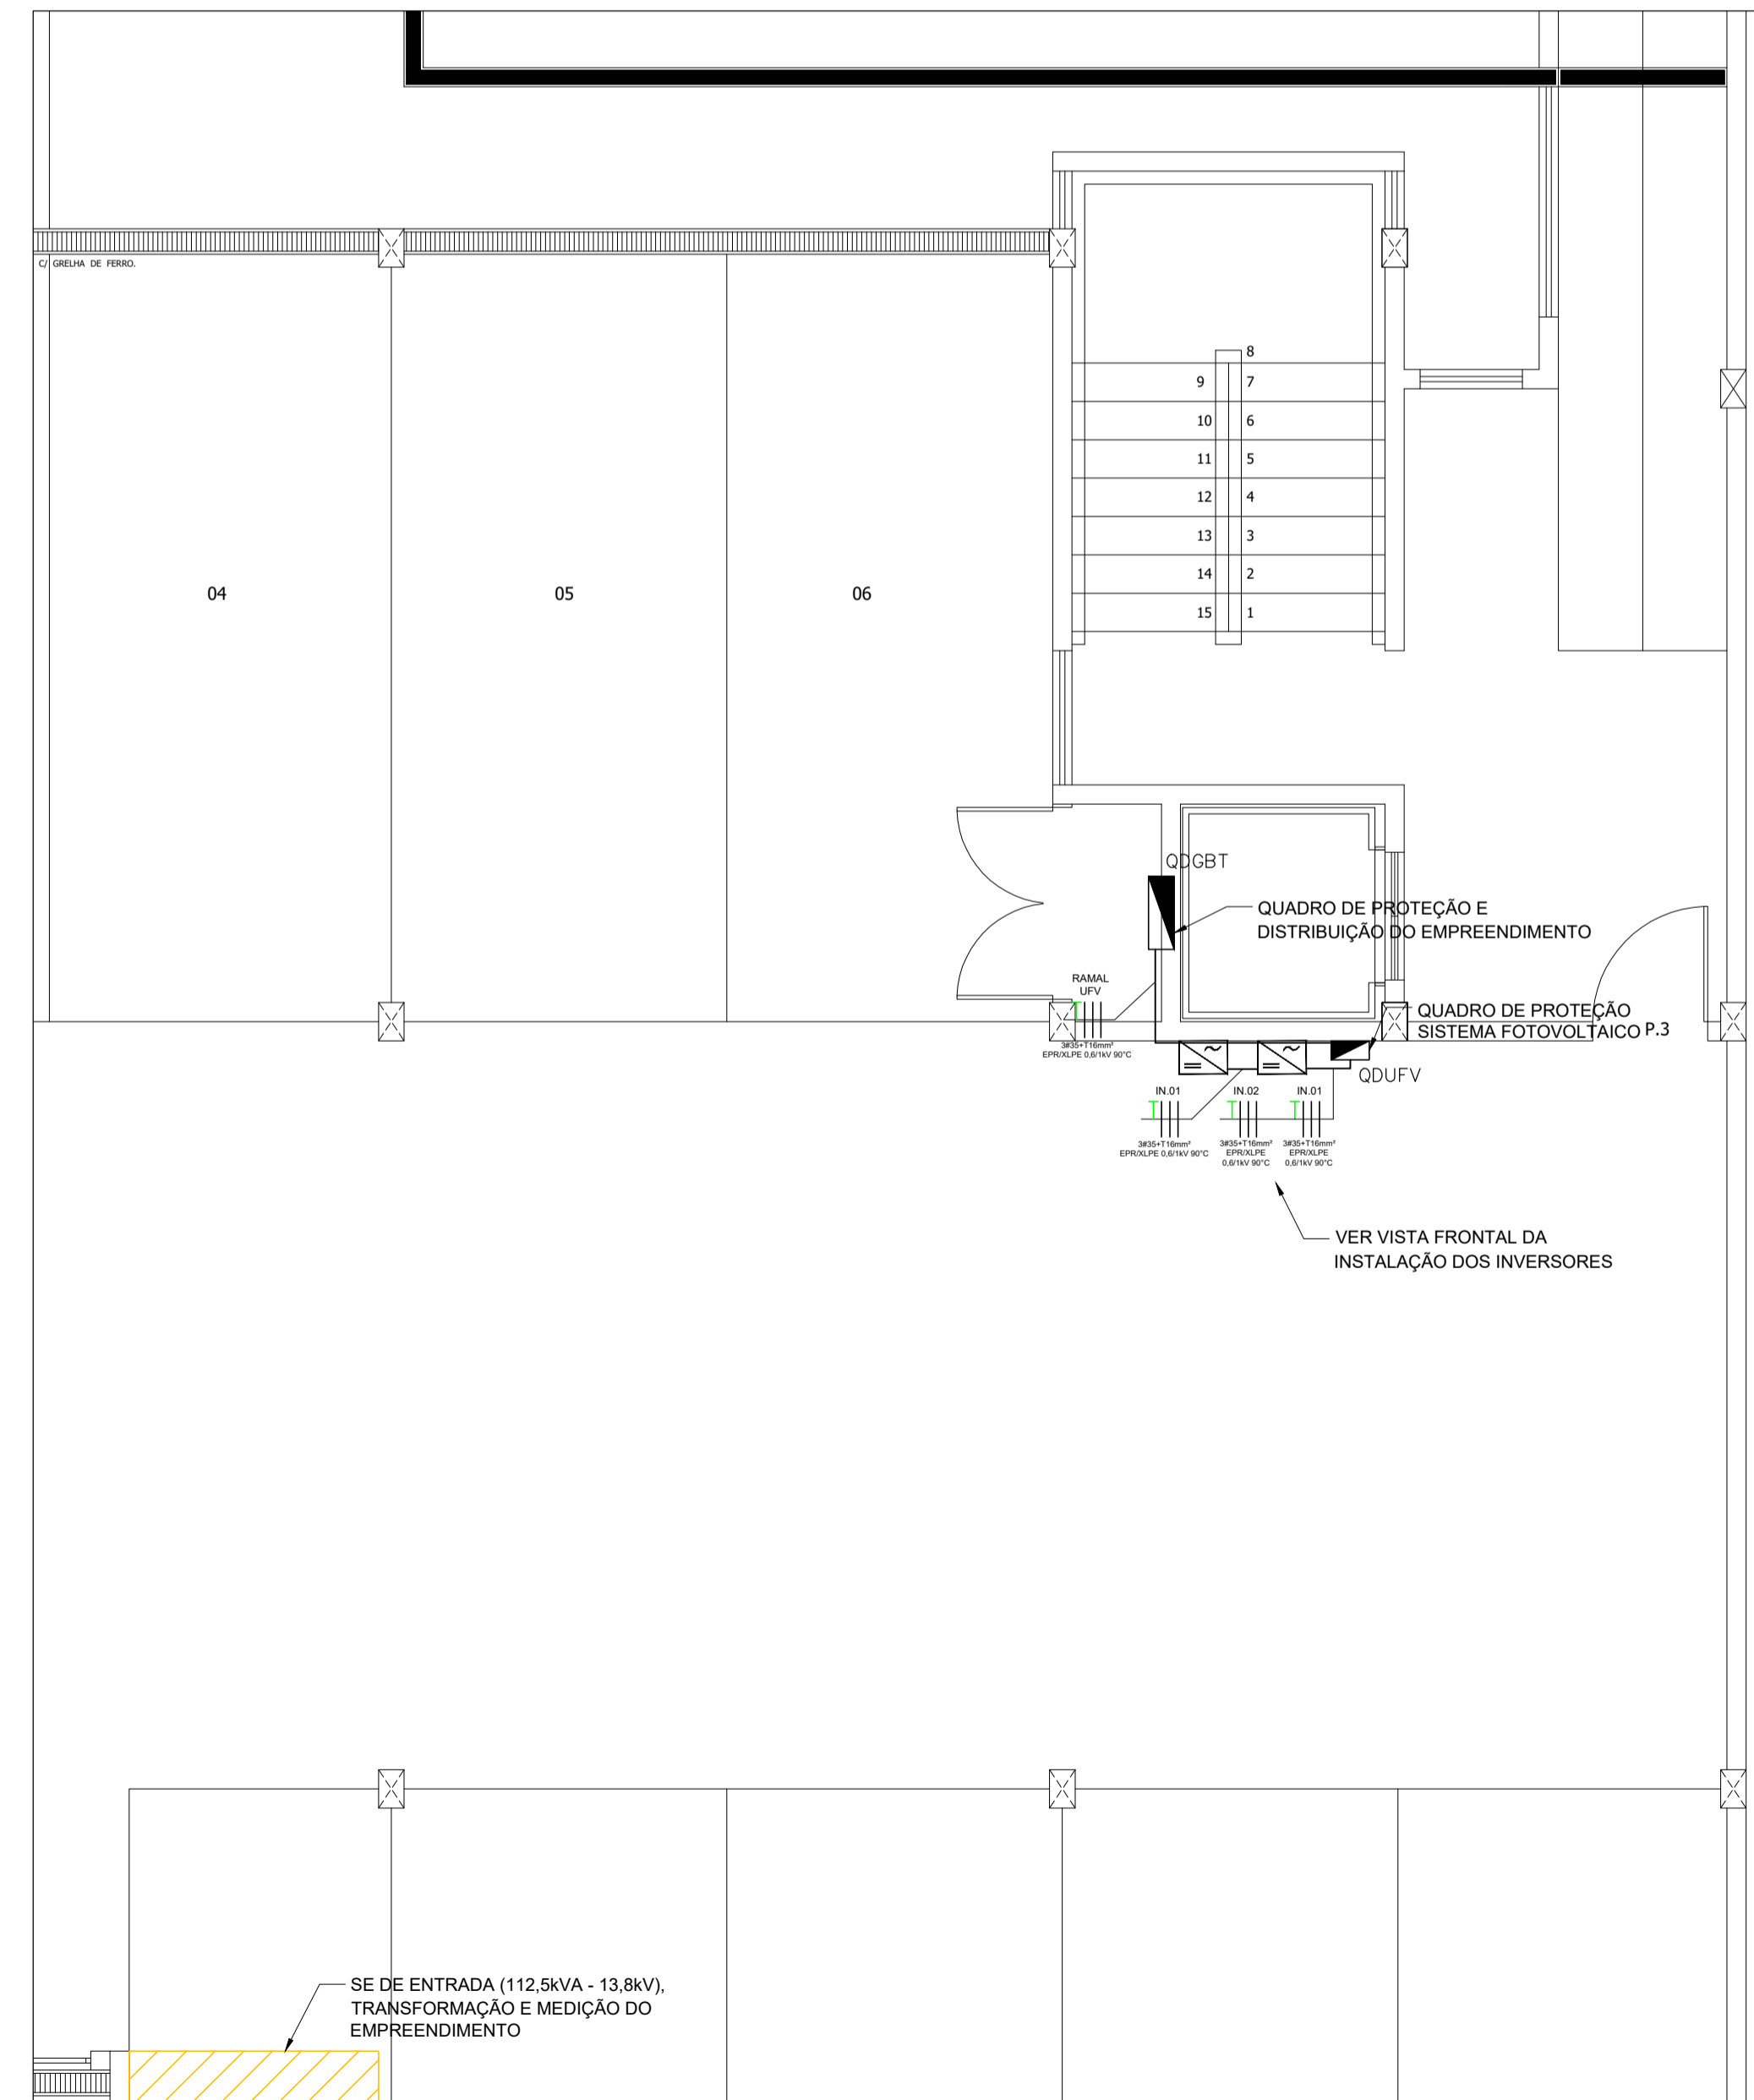 C/ GRELHA DE FERRO.
8
9 7
10 6
11 5
12 4
13 3
14 2
15 1
04 05 06
QDGBT
QUADRO DE PROTEÇÃO E
DISTRIBUIÇÃO DO EMPREENDIMENTO
RAMAL
UFV
3#35+T16mm²
EPR/XLPE 0,6/1kV 90°C
QUADRO DE PROTEÇÃO
SISTEMA FOTOVOLTAICO P.3
QDUFV
IN.01
3#35+T16mm²
EPR/XLPE 0,6/1kV 90°C
IN.02
3#35+T16mm²
EPR/XLPE
0,6/1kV 90°C
IN.01
3#35+T16mm²
EPR/XLPE
0,6/1kV 90°C
VER VISTA FRONTAL DA
INSTALAÇÃO DOS INVERSORES
SE DE ENTRADA (112,5kVA - 13,8kV),
TRANSFORMAÇÃO E MEDIÇÃO DO
EMPREENDIMENTO